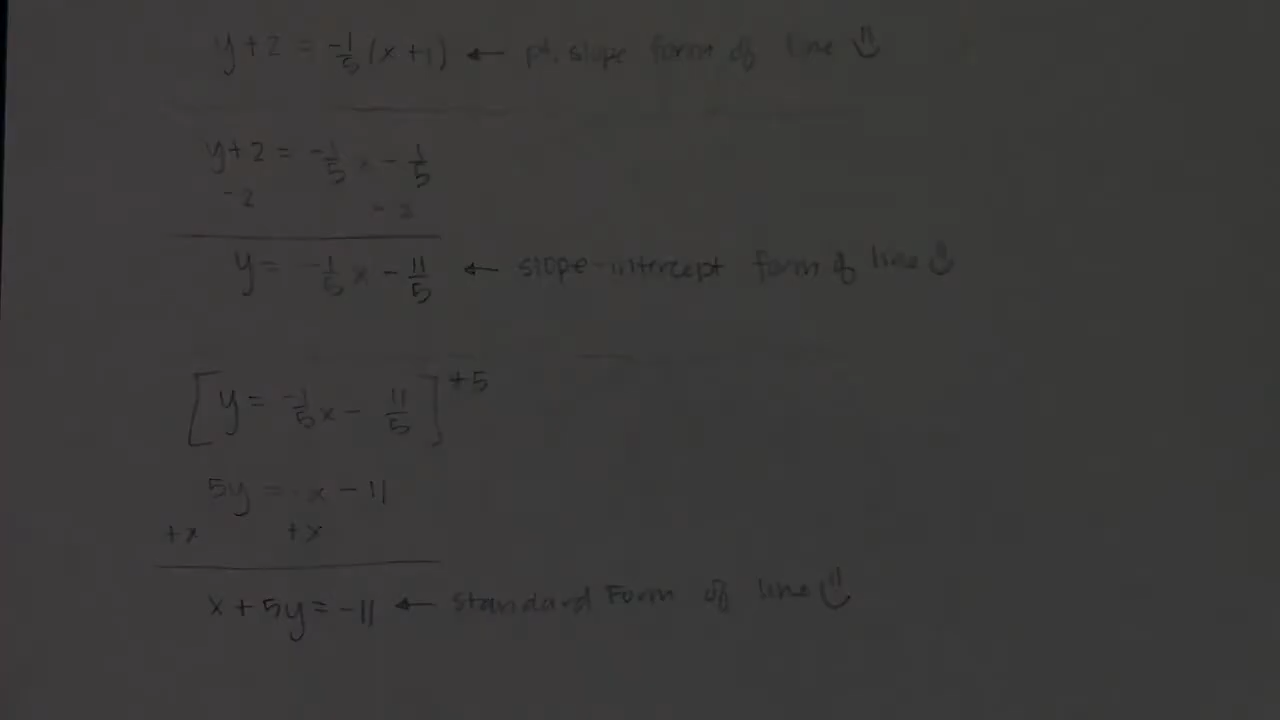 y+2 = -1/5 (x+1) ← pt. slope form of line
y+2 = -1/5 x - 1/5
-2 - 2
y = -1/5 x - 11/5 ← slope-intercept form of line
[y = -1/5 x - 11/5] +5
5y = -x - 11
+x +x
x + 5y = -11 ← standard Form of line